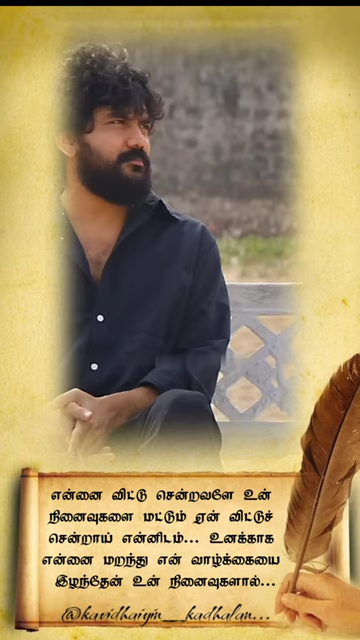 என்னை விட்டு சென்றவளே உன்
நினைவுகளை மட்டும் ஏன் விட்டுச்
சென்றாய் என்னிடம்... உனக்காக
என்னை மறந்து என் வாழ்க்கையை
இழந்தேன் உன் நினைவுகளால்...
@kavidhaiyin__kadhalan...